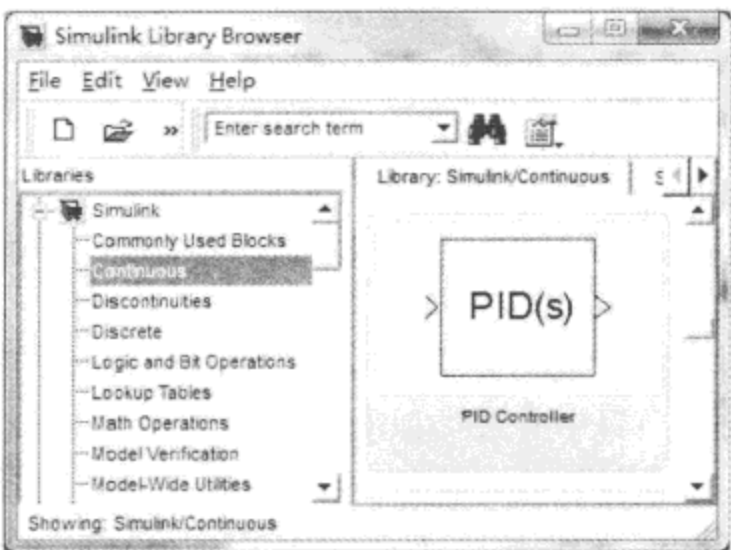 Simulink Library Browser
File Edit View Help
» Enter search term
Libraries
Simulink
Commonly Used Blocks
Continuous
Discontinuities
Discrete
Logic and Bit Operations
Lookup Tables
Math Operations
Model Verification
Model-Wide Utilities
Library: Simulink/Continuous
PID(s)
PID Controller
Showing: Simulink/Continuous